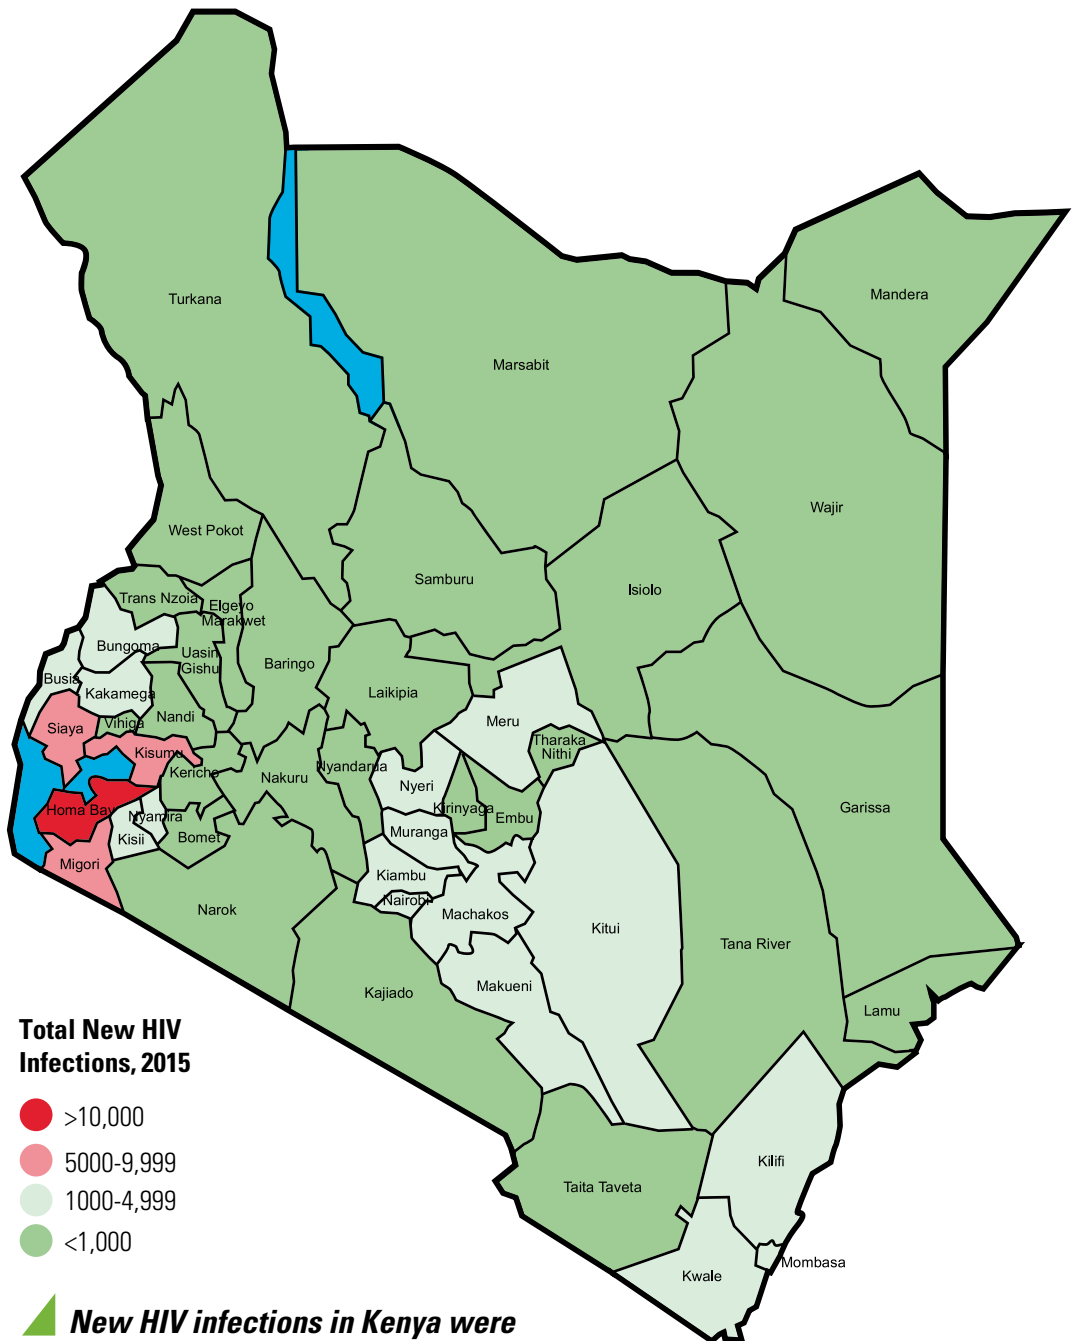 Turkana
Mandera
Marsabit
Wajir
West Pokot
Samburu
Isiolo
Trans Nzoia
Elgeyo
Marakwet
Bungoma
Uasin
Gishu
Baringo
Busia
Kakamega
Laikipia
Meru
Siaya
Vihiga
Nandi
Tharaka
Nithi
Kisumu
Kericho
Nakuru
Nyandarua
Nyeri
Homa Bay
Nyamira
Kirinyaga
Embu
Garissa
Kisii
Bomet
Muranga
Migori
Kiambu
Nairobi
Narok
Machakos
Kitui
Tana River
Makueni
Kajiado
Lamu
Total New HIV
Infections, 2015
>10,000
5000-9,999
1000-4,999
<1,000
Kilifi
Taita Taveta
Mombasa
Kwale
New HIV infections in Kenya were